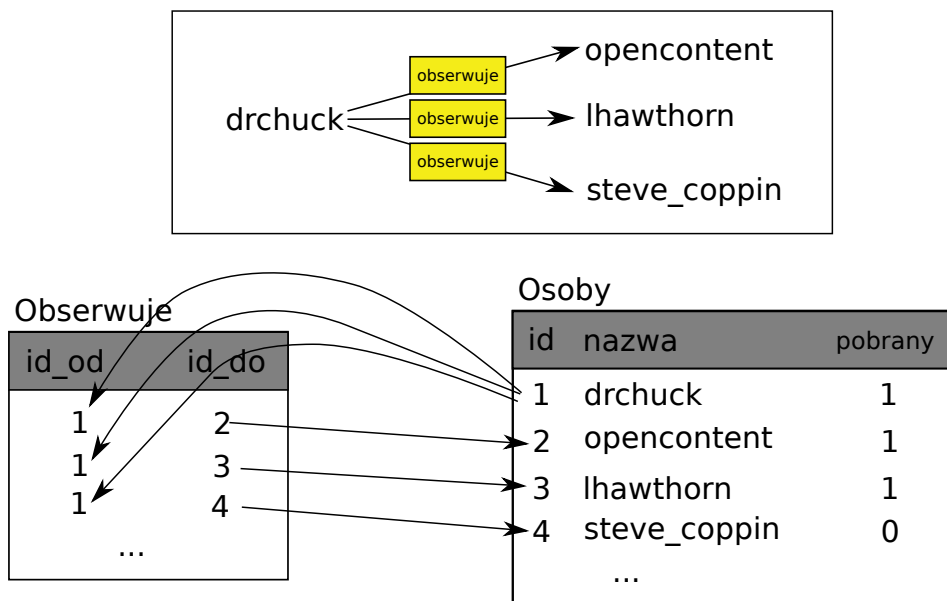 opencontent
obserwuje
drchuck
obserwuje
lhawthorn
obserwuje
steve_coppin
Obserwuje
id_od id_do
1 2
1 3
1 4
...
Osoby
id nazwa pobrany
1 drchuck 1
2 opencontent 1
3 lhawthorn 1
4 steve_coppin 0
...